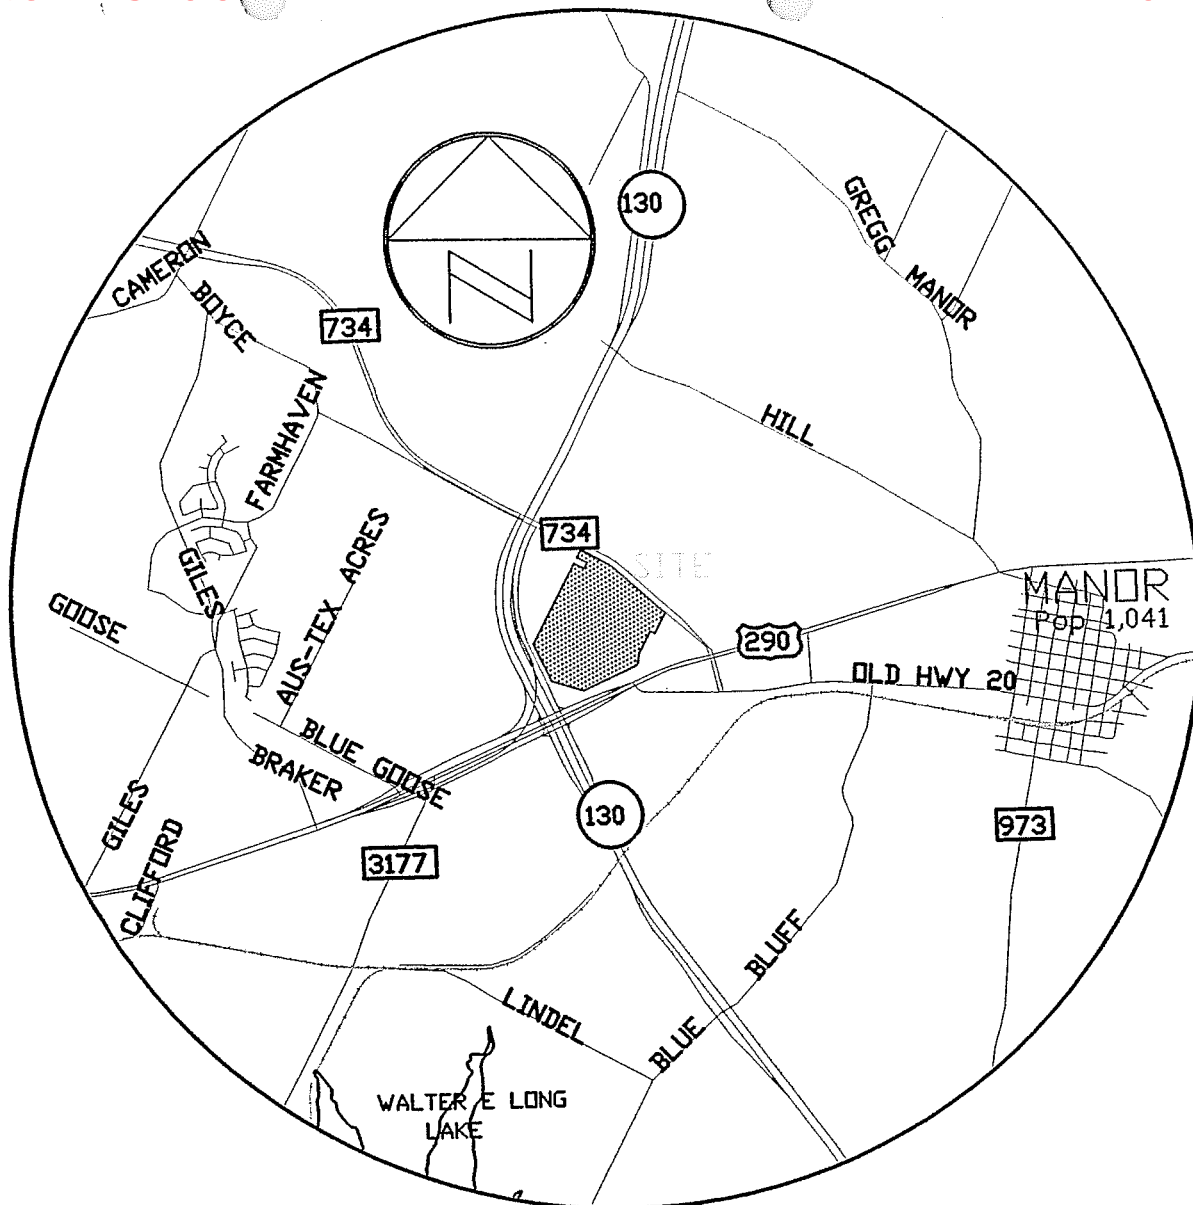 130
GREGG
MANOR
CAMERON
BOYCE
734
N
FARMHAVEN
HILL
734
SITE
AUS-TEX ACRES
GILES
GOOSE
MANOR
Pop 1,041
290
OLD HWY 20
BLUE GOOSE
BRAKER
GILES
CLIFFORD
3177
130
973
BLUE BLUFF
LINDEL
WALTER E LONG
LAKE